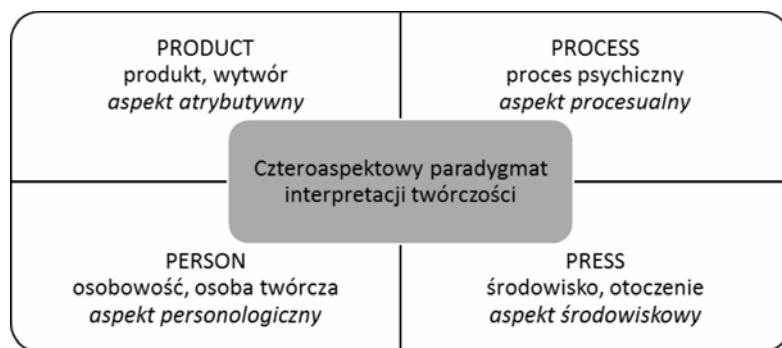 PRODUCT
produkt, wytwór
aspekt atrybutywny
PROCESS
proces psychiczny
aspekt procesualny
Czteroaspektowy paradygmat
interpretacji twórczości
PERSON
osobowość, osoba twórcza
aspekt personologiczny
PRESS
środowisko, otoczenie
aspekt środowiskowy